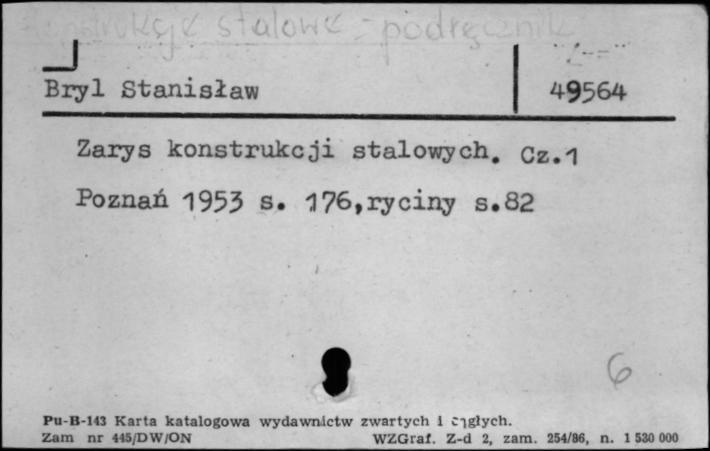 Konstrukcje stalowe - podręcznik
Bryl Stanisław 49564
Zarys konstrukcji stalowych. Cz.1
Poznań 1953 s. 176,ryciny s.82
6
Pu-B-143 Karta katalogowa wydawnictw zwartych i ciągłych.
Zam nr 445/DW/ON WZGraf. Z-d 2, zam. 254/86, n. 1 530 000